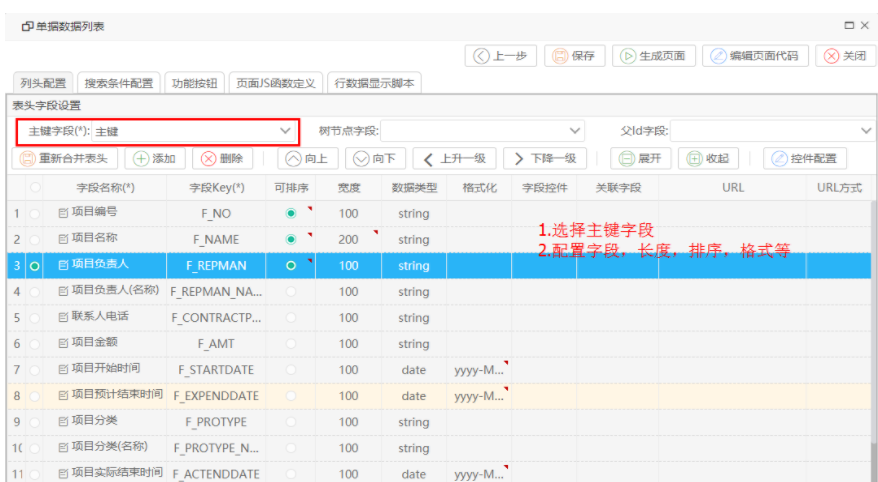 单据数据列表
上一步 保存 生成页面 编辑页面代码 关闭
列头配置 搜索条件配置 功能按钮 页面JS函数定义 行数据显示脚本
表头字段设置
主键字段(*): 主键 树节点字段: 父Id字段:
重新合并表头 添加 删除 向上 向下 上升一级 下降一级 展开 收起 控件配置
字段名称(*) 字段Key(*) 可排序 宽度 数据类型 格式化 字段控件 关联字段 URL URL方式
1 项目编号 F_NO 100 string
2 项目名称 F_NAME 200 string
1.选择主键字段
2.配置字段，长度，排序，格式等
3 项目负责人 F_REPMAN 100 string
4 项目负责人(名称) F_REPMAN_NA... 100 string
5 联系人电话 F_CONTRACTP... 100 string
6 项目金额 F_AMT 100 string
7 项目开始时间 F_STARTDATE 100 date yyyy-M...
8 项目预计结束时间 F_EXPENDDATE 100 date yyyy-M...
9 项目分类 F_PROTYPE 100 string
10 项目分类(名称) F_PROTYPE_N... 100 string
11 项目实际结束时间 F_ACTENDDATE 100 date yyyy-M...